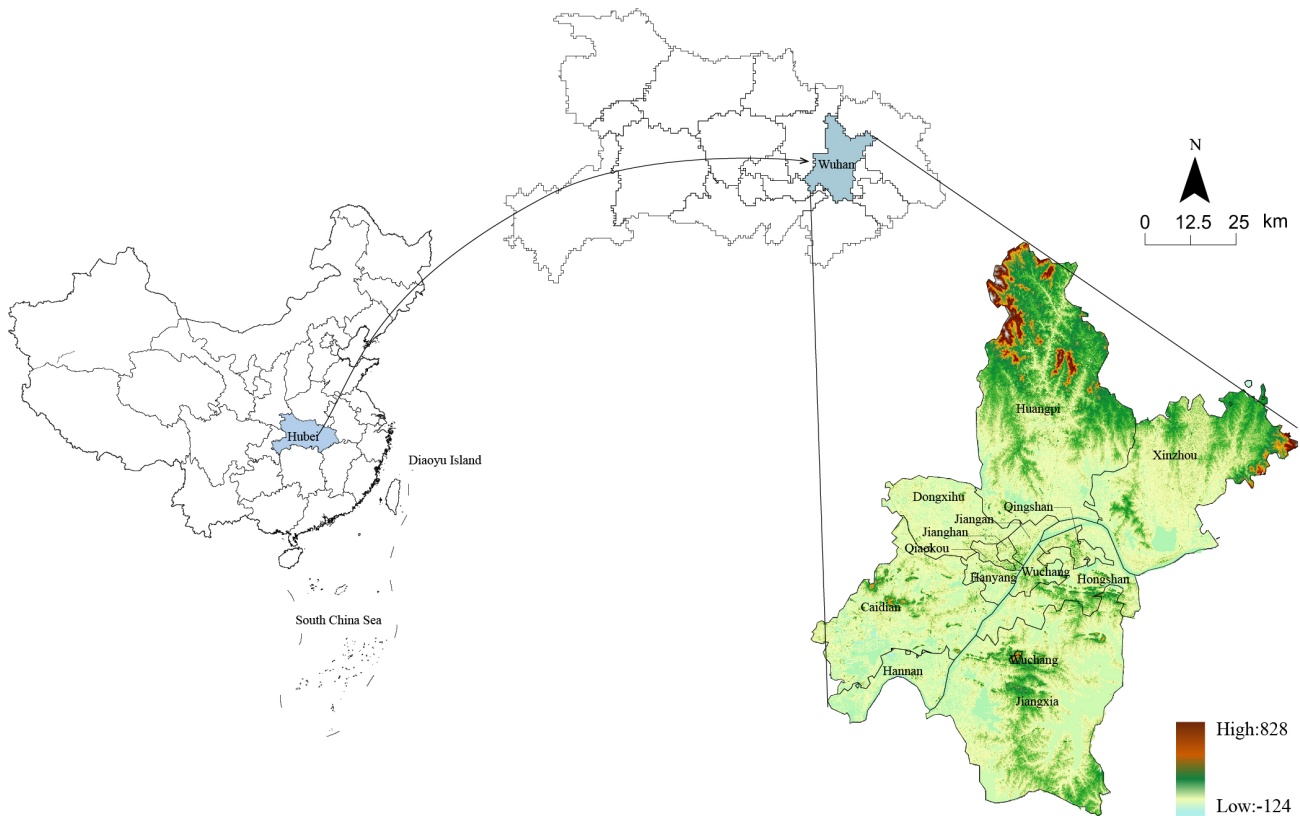 Wuhan
N
0 12.5 25 km
Hubei
Diaoyu Island
South China Sea
Huangpi
Xinzhou
Dongxihu
Qingshan
Jiangan
Jianghan
Qiaokou
Hanyang
Wuchang
Hongshan
Caidian
Hannan
Wuchang
Jiangxia
High:828
Low:-124